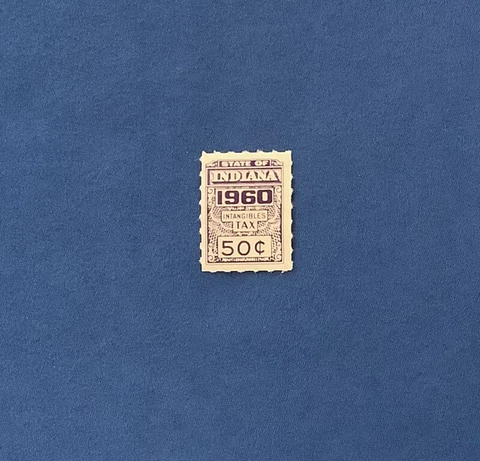 STATE OF
INDIANA
1960
INTANGIBLES
TAX
50¢